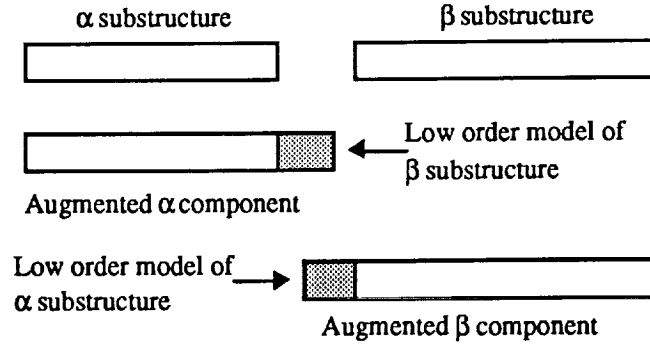 α substructure
β substructure
Low order model of
β substructure
Augmented α component
Low order model of
α substructure
Augmented β component